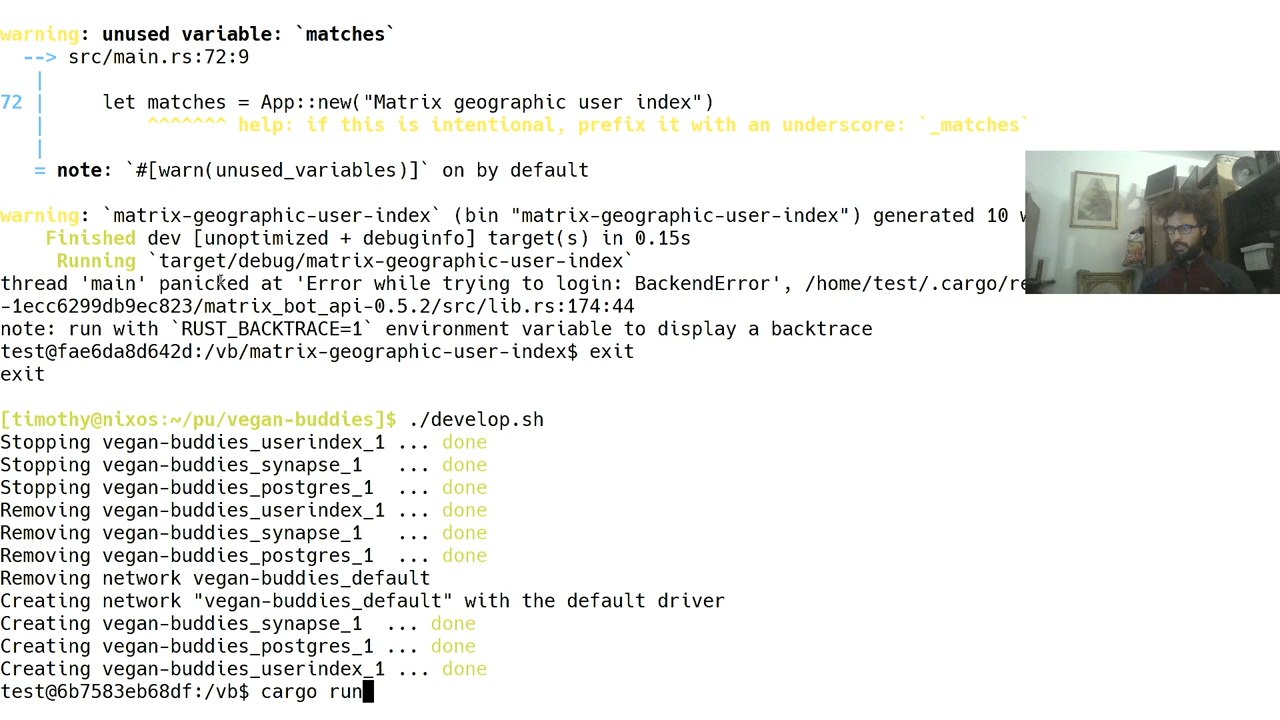 warning: unused variable: `matches`
--> src/main.rs:72:9
|
72 | let matches = App::new("Matrix geographic user index")
| ^^^^^^^ help: if this is intentional, prefix it with an underscore: `_matches`
|
= note: `#[warn(unused_variables)]` on by default
warning: `matrix-geographic-user-index` (bin "matrix-geographic-user-index") generated 10
Finished dev [unoptimized + debuginfo] target(s) in 0.15s
Running `target/debug/matrix-geographic-user-index`
thread 'main' panicked at 'Error while trying to login: BackendError', /home/test/.cargo/re
-1ecc6299db9ec823/matrix_bot_api-0.5.2/src/lib.rs:174:44
note: run with `RUST_BACKTRACE=1` environment variable to display a backtrace
test@fae6da8d642d:/vb/matrix-geographic-user-index$ exit
exit
[timothy@nixos:~/pu/vegan-buddies]$ ./develop.sh
Stopping vegan-buddies_userindex_1 ... done
Stopping vegan-buddies_synapse_1 ... done
Stopping vegan-buddies_postgres_1 ... done
Removing vegan-buddies_userindex_1 ... done
Removing vegan-buddies_synapse_1 ... done
Removing vegan-buddies_postgres_1 ... done
Removing network vegan-buddies_default
Creating network "vegan-buddies_default" with the default driver
Creating vegan-buddies_synapse_1 ... done
Creating vegan-buddies_postgres_1 ... done
Creating vegan-buddies_userindex_1 ... done
test@6b7583eb68df:/vb$ cargo run